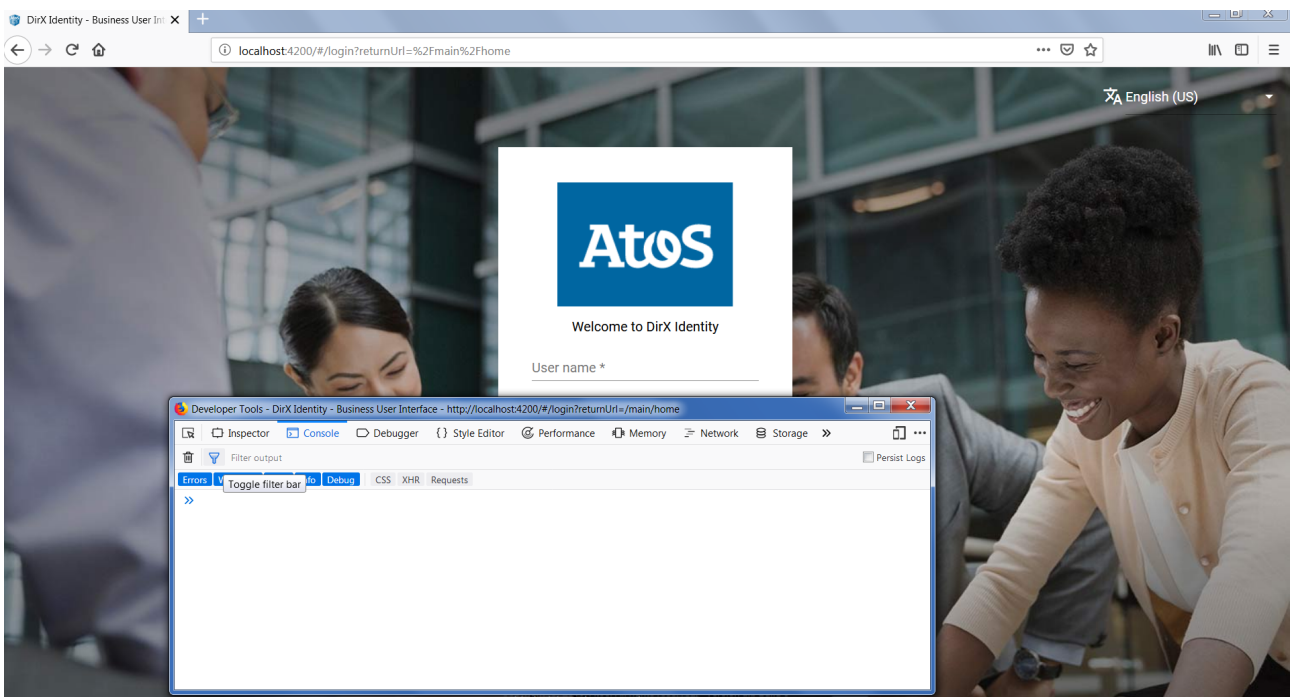 DirX Identity - Business User Int
localhost:4200/#/login?returnUrl=%2Fmain%2Fhome
English (US)
Atos
Welcome to DirX Identity
User name *
Developer Tools - DirX Identity - Business User Interface - http://localhost:4200/#/login?returnUrl=/main/home
Inspector Console Debugger { } Style Editor Performance Memory Network Storage »
Filter output Persist Logs
Errors Debug CSS XHR Requests
Toggle filter bar
»